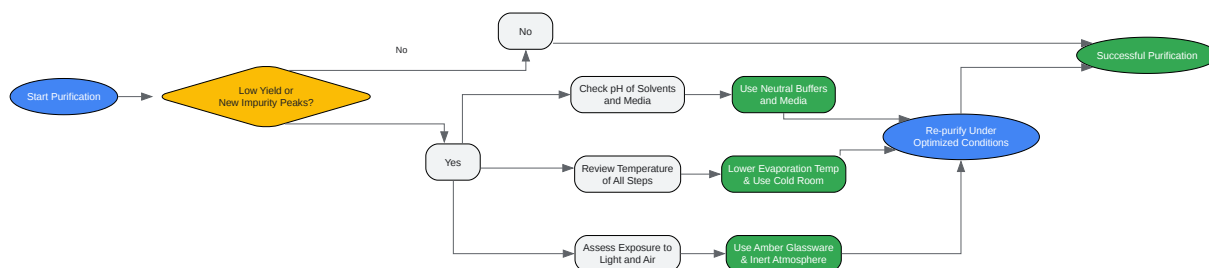 No
No
Successful Purification
Start Purification
Low Yield or
New Impurity Peaks?
Check pH of Solvents
and Media
Use Neutral Buffers
and Media
Re-purify Under
Optimized Conditions
Yes
Review Temperature
of All Steps
Lower Evaporation Temp
& Use Cold Room
Assess Exposure to
Light and Air
Use Amber Glassware
& Inert Atmosphere